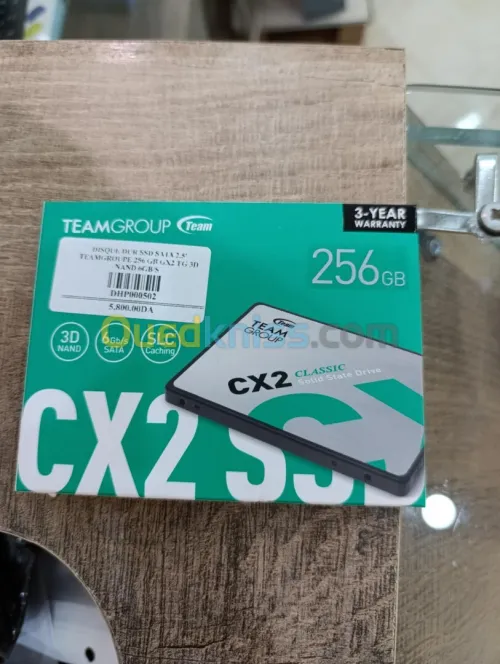 3-YEAR
WARRANTY
TEAMGROUP Team
DISQUE DUR SSD SATA 2.5'
TEAMGROUPE 256 GB GX2 TG 3D
NAND 6GB/S
DHP000502
5,800.00DA
256GB
3D
NAND
6Gb/s
SATA
SLC
Caching
Ouedkniss.com
Team
TEAM
GROUP
CX2 CLASSIC
Solid State Drive
CX2 SSD